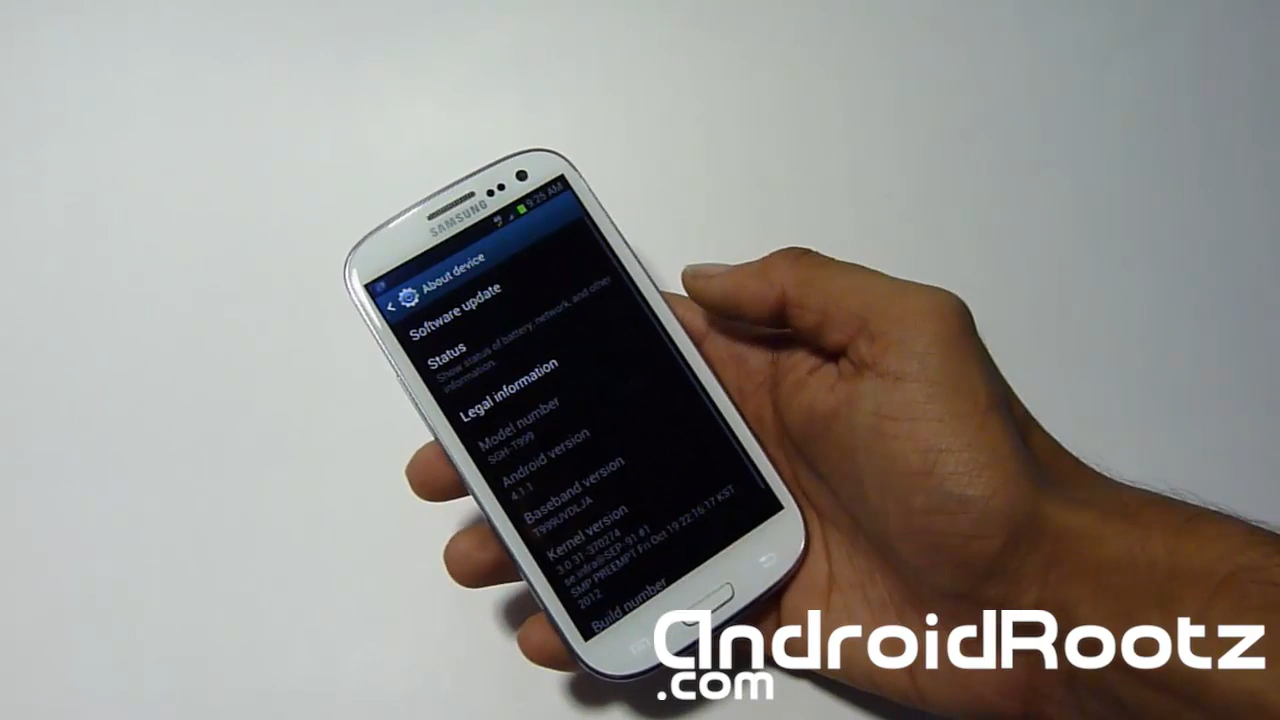 SAMSUNG
9:25 AM
About device
Software update
Status
Show status of battery, network, and other
information.
Legal information
Model number
SGH-T999
Android version
4.1.1
Baseband version
T999UVDLJA
Kernel version
3.0.31-370274
se.infra@SEP-91 #1
SMP PREEMPT Fri Oct 19 22:16:17 KST
2012
Build number
AndroidRootz
.com